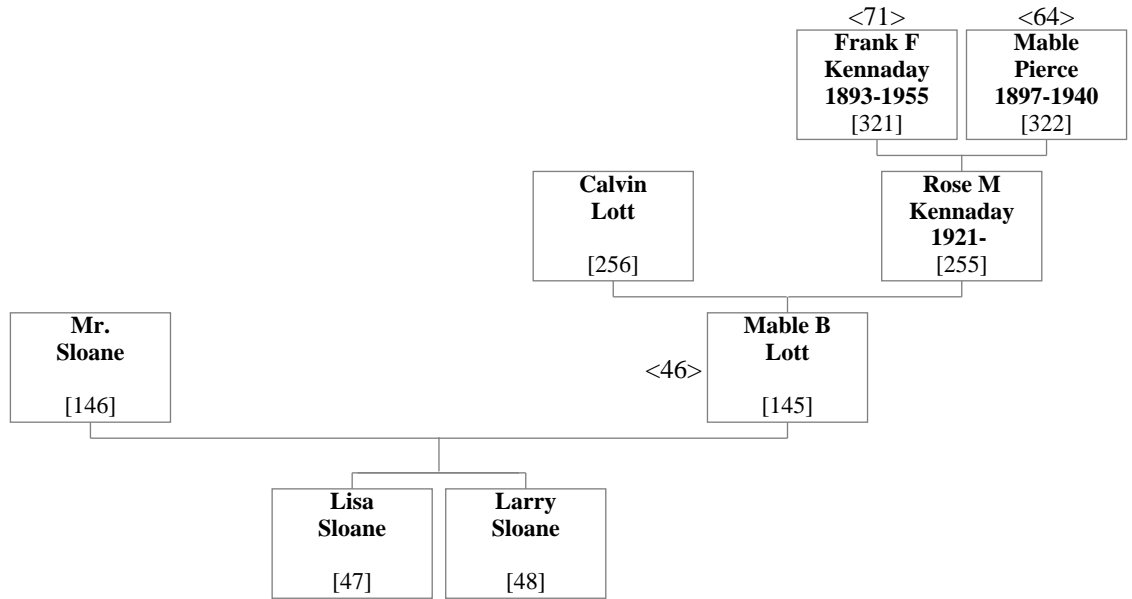 <71>
Frank F
Kennaday
1893-1955
[321]
<64>
Mable
Pierce
1897-1940
[322]
Calvin
Lott
[256]
Rose M
Kennaday
1921-
[255]
Mr.
Sloane
[146]
<46>
Mable B
Lott
[145]
Lisa
Sloane
[47]
Larry
Sloane
[48]